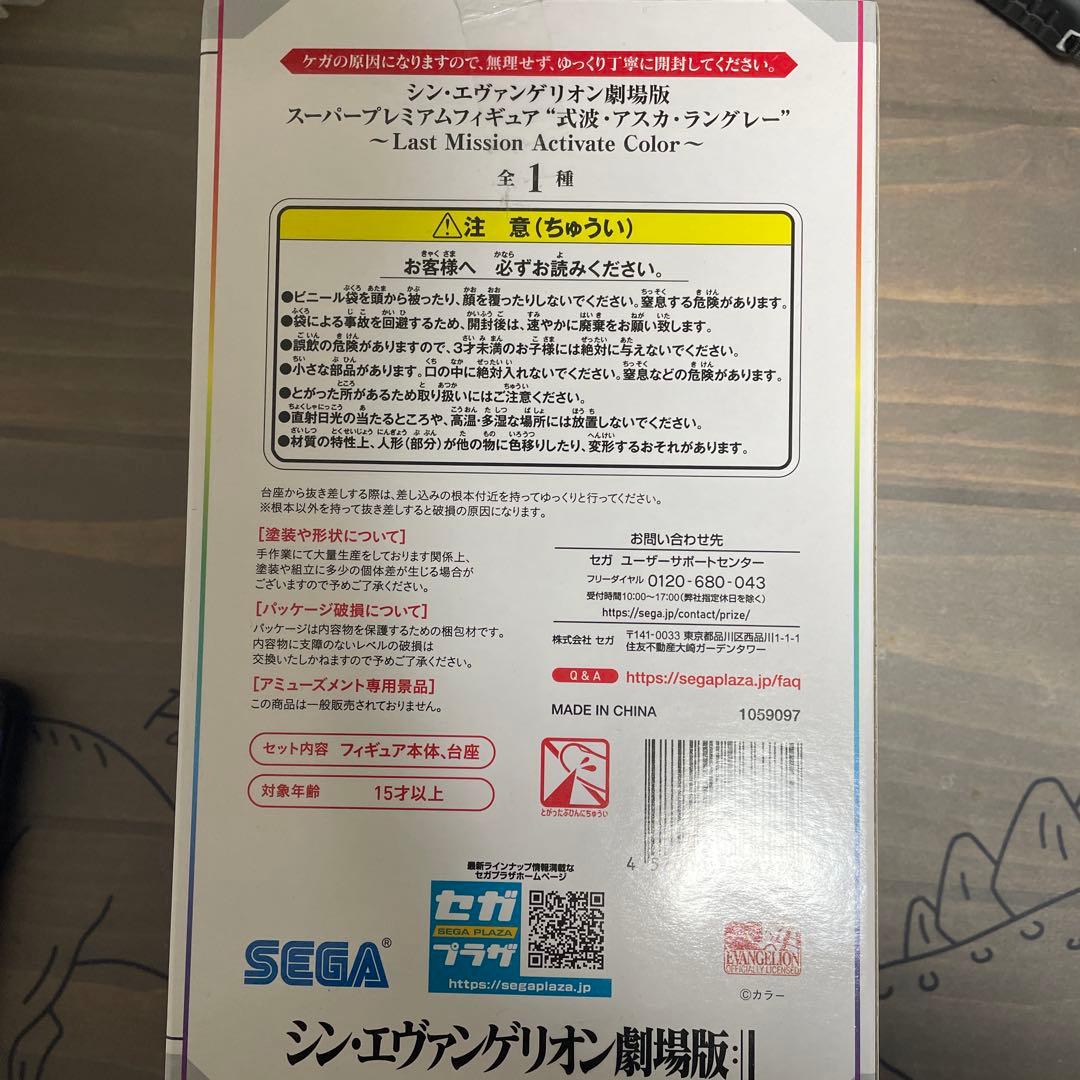 ケガの原因になりますので、無理せず、ゆっくり丁寧に開封してください。
シン・エヴァンゲリオン劇場版
スーパープレミアムフィギュア“式波・アスカ・ラングレー”
～Last Mission Activate Color～
全1種
注 意(ちゅうい)
お客様へ 必ずお読みください。
●ビニール袋を頭から被ったり、顔を覆ったりしないでください。窒息する危険があります。
●袋による事故を回避するため、開封後は、速やかに廃棄をお願い致します。
●誤飲の危険がありますので、3才未満のお子様には絶対に与えないでください。
●小さな部品があります。口の中に絶対入れないでください。窒息などの危険があります。
●とがった所があるため取り扱いにはご注意ください。
●直射日光の当たるところや、高温・多湿な場所には放置しないでください。
●材質の特性上、人形(部分)が他の物に色移りしたり、変形するおそれがあります。
台座から抜き差しする際は、差し込みの根本付近を持ってゆっくりと行ってください。
※根本以外を持って抜き差しすると破損の原因になります。
[塗装や形状について]
手作業にて大量生産をしております関係上、
塗装や組立に多少の個体差が生じる場合が
ございますので予めご了承ください。
[パッケージ破損について]
パッケージは内容物を保護するための梱包材です。
内容物に支障のないレベルの破損は
交換いたしかねますので予めご了承ください。
[アミューズメント専用景品]
この商品は一般販売されておりません。
セット内容 フィギュア本体、台座
対象年齢 15才以上
お問い合わせ先
セガ ユーザーサポートセンター
フリーダイヤル 0120-680-043
受付時間10:00～17:00(弊社指定休日を除く)
https://sega.jp/contact/prize/
株式会社 セガ 〒141-0033 東京都品川区西品川1-1-1
住友不動産大崎ガーデンタワー
Q&A https://segaplaza.jp/faq
MADE IN CHINA 1059097
とがったぶひんにちゅうい
4 5
最新ラインナップ情報満載な
セガプラザホームページ
セガ
SEGA PLAZA
プラザ
https://segaplaza.jp
SEGA®
EVANGELION
OFFICIALLY LICENSED
©カラー
シン・エヴァンゲリオン劇場版:||